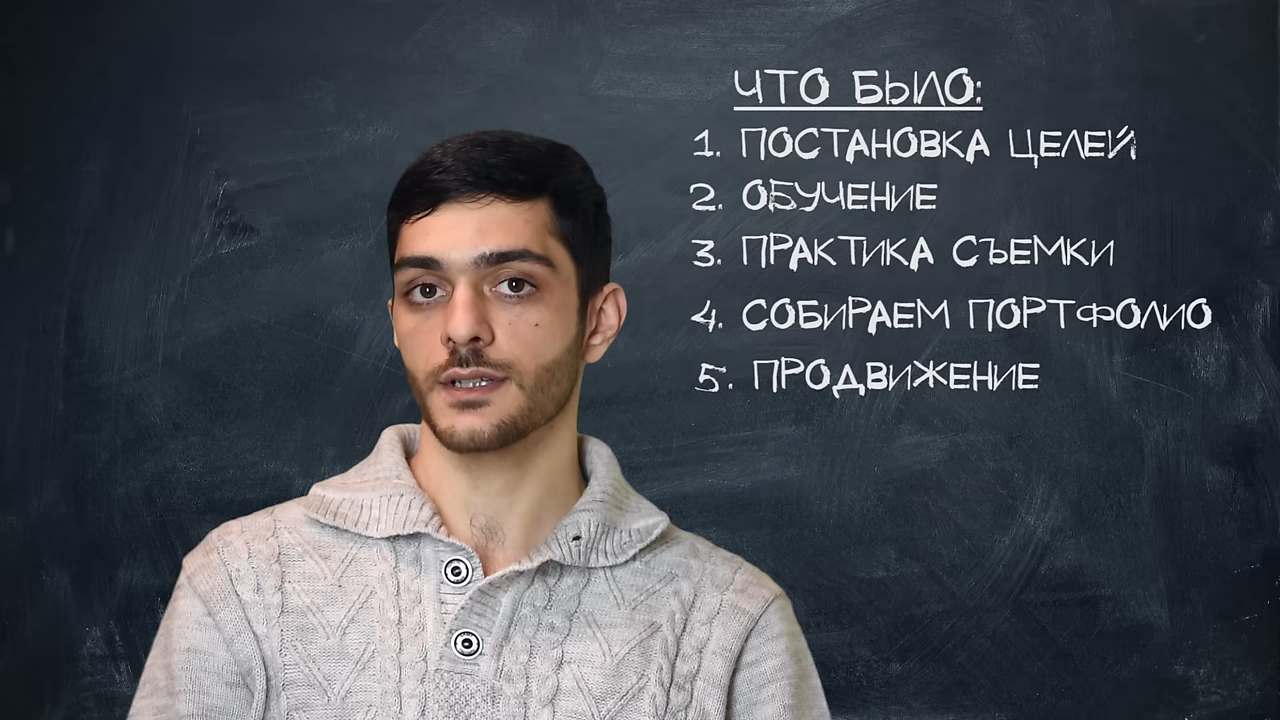 ЧТО БЫЛО:
1. ПОСТАНОВКА ЦЕЛЕЙ
2. ОБУЧЕНИЕ
3. ПРАКТИКА СЪЕМКИ
4. СОБИРАЕМ ПОРТФОЛИО
5. ПРОДВИЖЕНИЕ